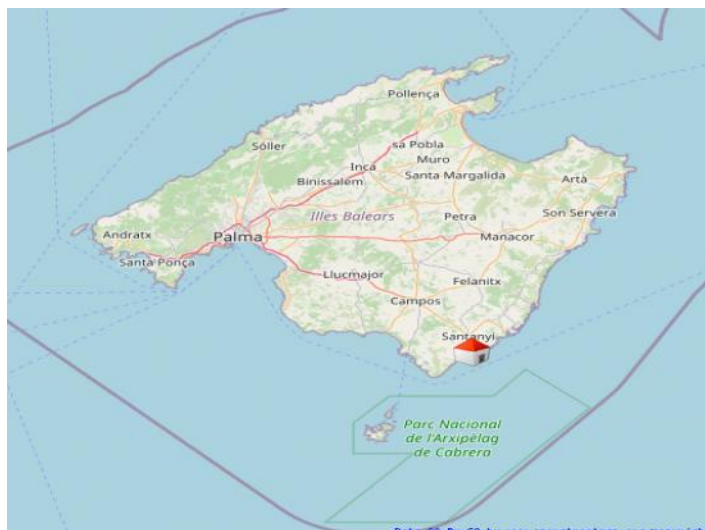 Pollença
Sóller
sa Pobla
Inca
Muro
Binissalem
Santa Margalida
Artà
Illes Balears
Petra
Son Servera
Andratx
Palma
Manacor
Santa Ponça
Llucmajor
Felanitx
Campos
Santanyí
Parc Nacional
de l'Arxipèlag
de Cabrera